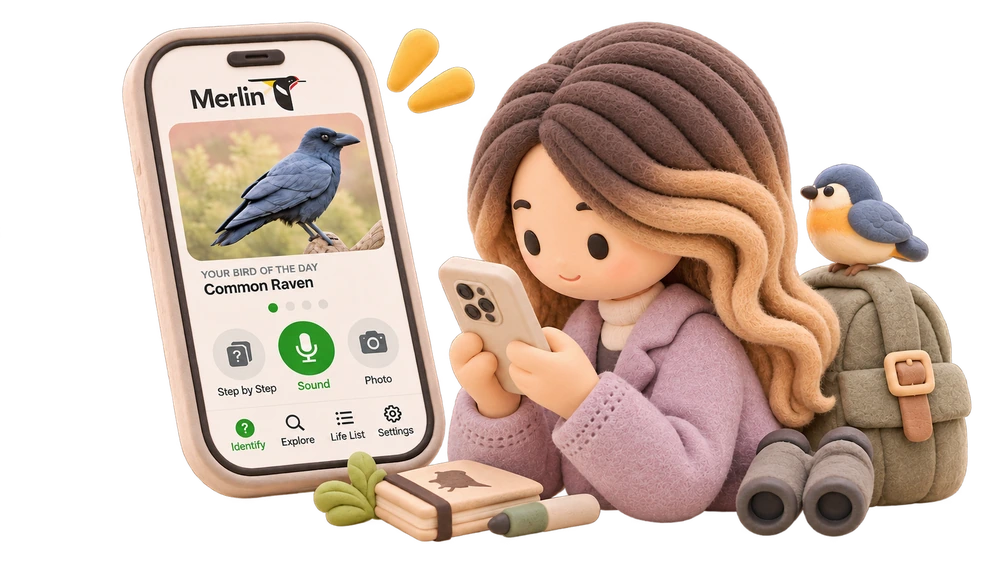 Merlin
YOUR BIRD OF THE DAY
Common Raven
?
Step by Step
Sound
Photo
?
Identify
Explore
Life List
Settings